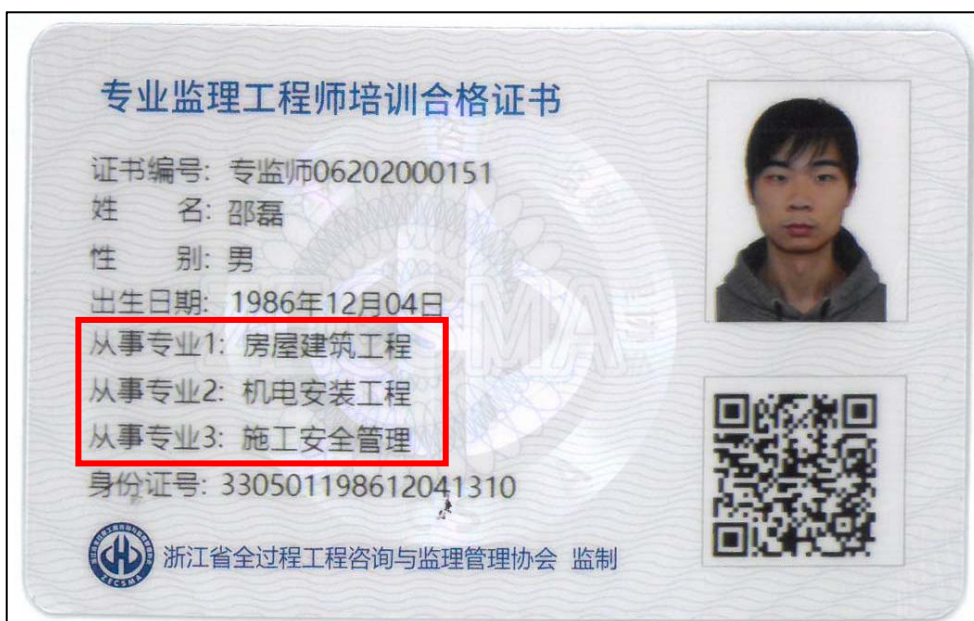 专业监理工程师培训合格证书
证书编号: 专监师06202000151
姓 名: 邵磊
性 别: 男
出生日期: 1986年12月04日
从事专业1: 房屋建筑工程
从事专业2: 机电安装工程
从事专业3: 施工安全管理
身份证号: 330501198612041310
浙江省全过程工程咨询与监理管理协会 监制
ZECSMA